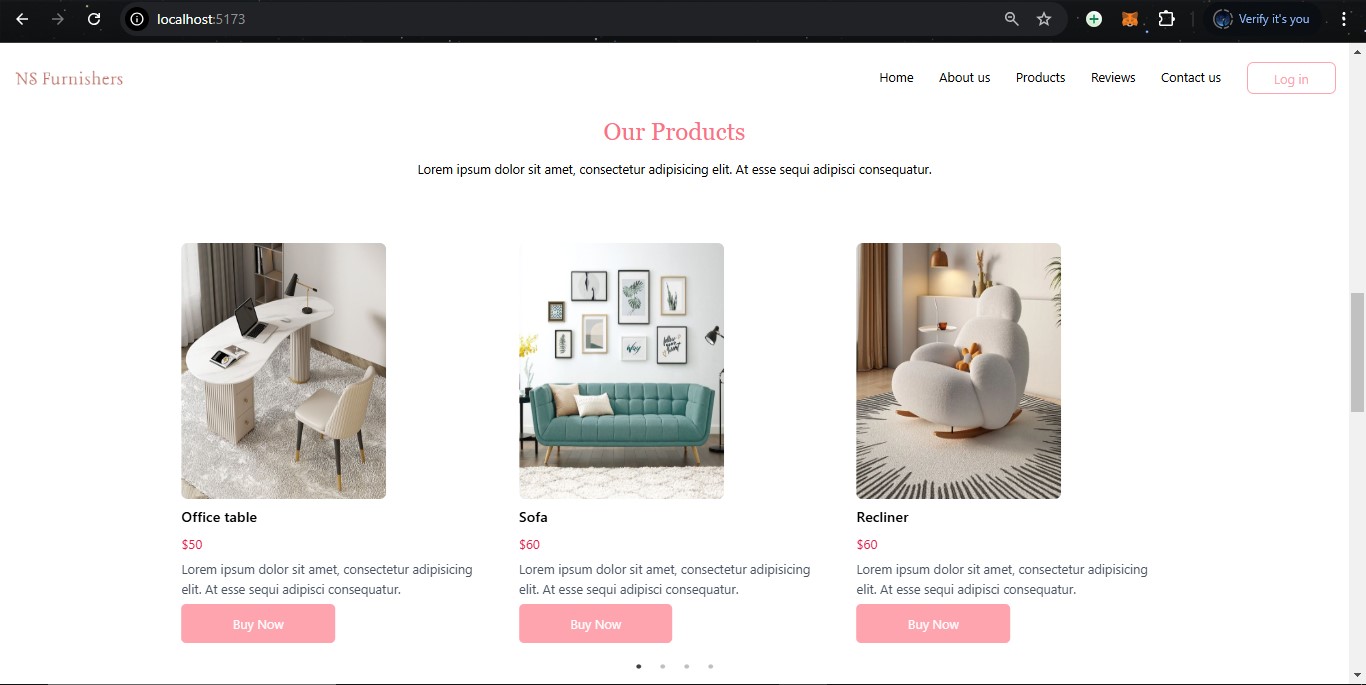 localhost:5173
Verify it's you
NS Furnishers
Home
About us
Products
Reviews
Contact us
Log in
Our Products
Lorem ipsum dolor sit amet, consectetur adipisicing elit. At esse sequi adipisci consequatur.
Office table
$50
Lorem ipsum dolor sit amet, consectetur adipisicing
elit. At esse sequi adipisci consequatur.
Buy Now
Sofa
$60
Lorem ipsum dolor sit amet, consectetur adipisicing
elit. At esse sequi adipisci consequatur.
Buy Now
Recliner
$60
Lorem ipsum dolor sit amet, consectetur adipisicing
elit. At esse sequi adipisci consequatur.
Buy Now